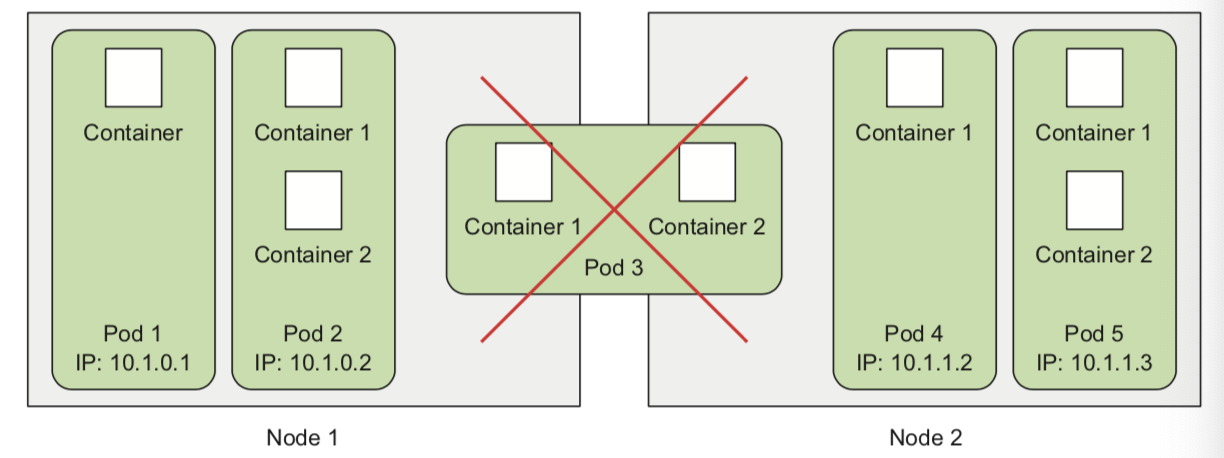 Container
Pod 1
IP: 10.1.0.1
Container 1
Container 2
Pod 2
IP: 10.1.0.2
Container 1
Container 2
Pod 3
Container 1
Pod 4
IP: 10.1.1.2
Container 1
Container 2
Pod 5
IP: 10.1.1.3
Node 1
Node 2